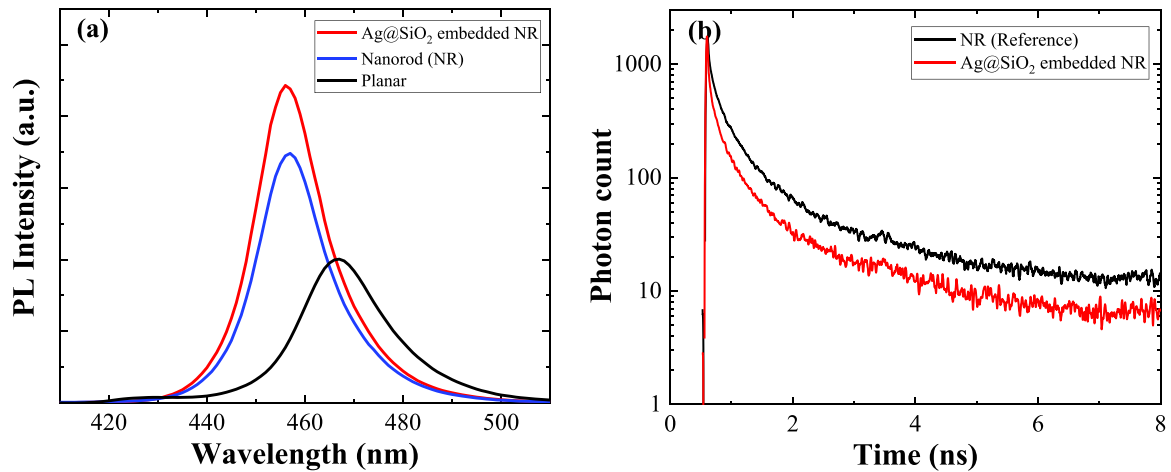 (a)
Ag@SiO₂ embedded NR
Nanorod (NR)
Planar
PL Intensity (a.u.)
420 440 460 480 500
Wavelength (nm)
(b)
NR (Reference)
Ag@SiO₂ embedded NR
Photon count
1000
100
10
1
0 2 4 6 8
Time (ns)